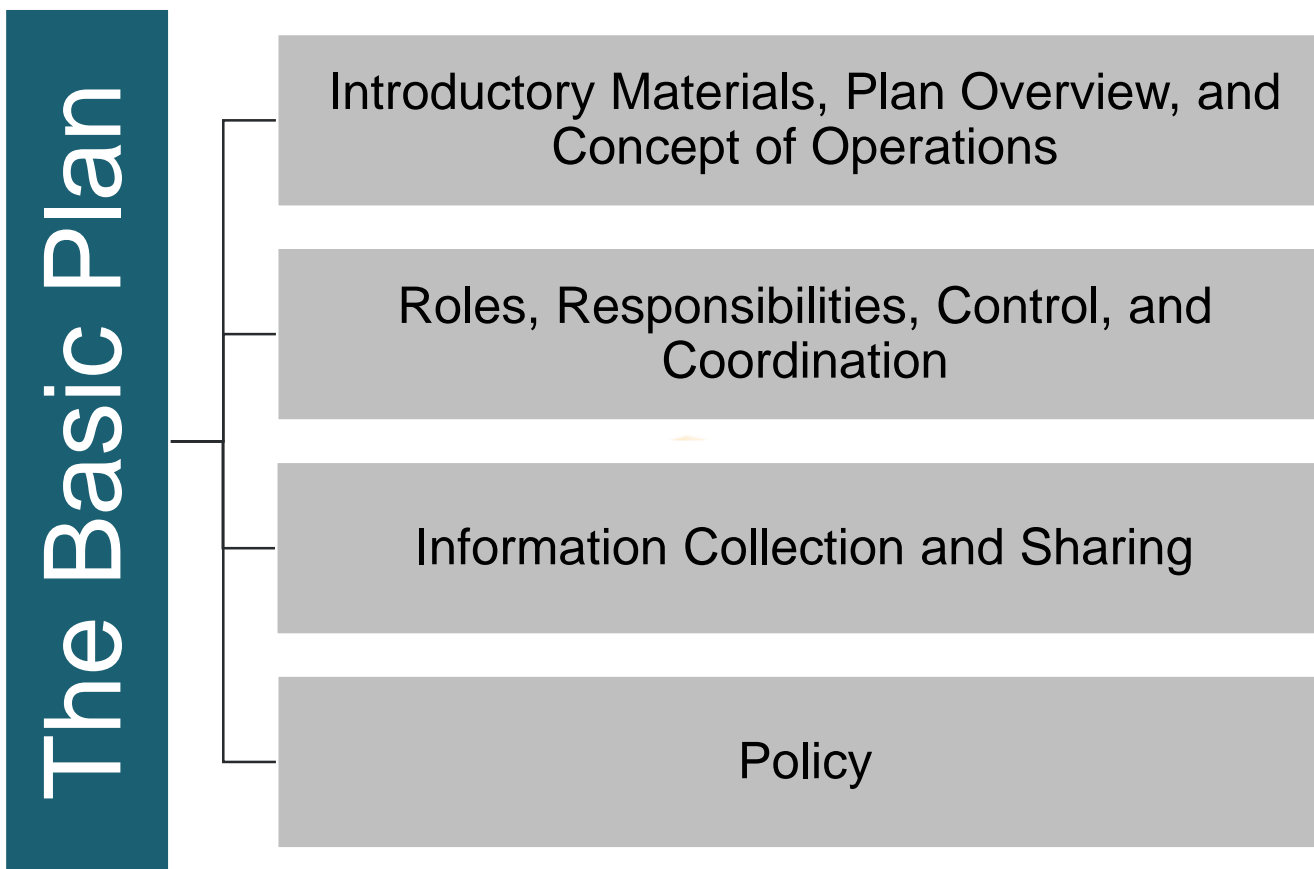 The Basic Plan
Introductory Materials, Plan Overview, and
Concept of Operations
Roles, Responsibilities, Control, and
Coordination
Information Collection and Sharing
Policy